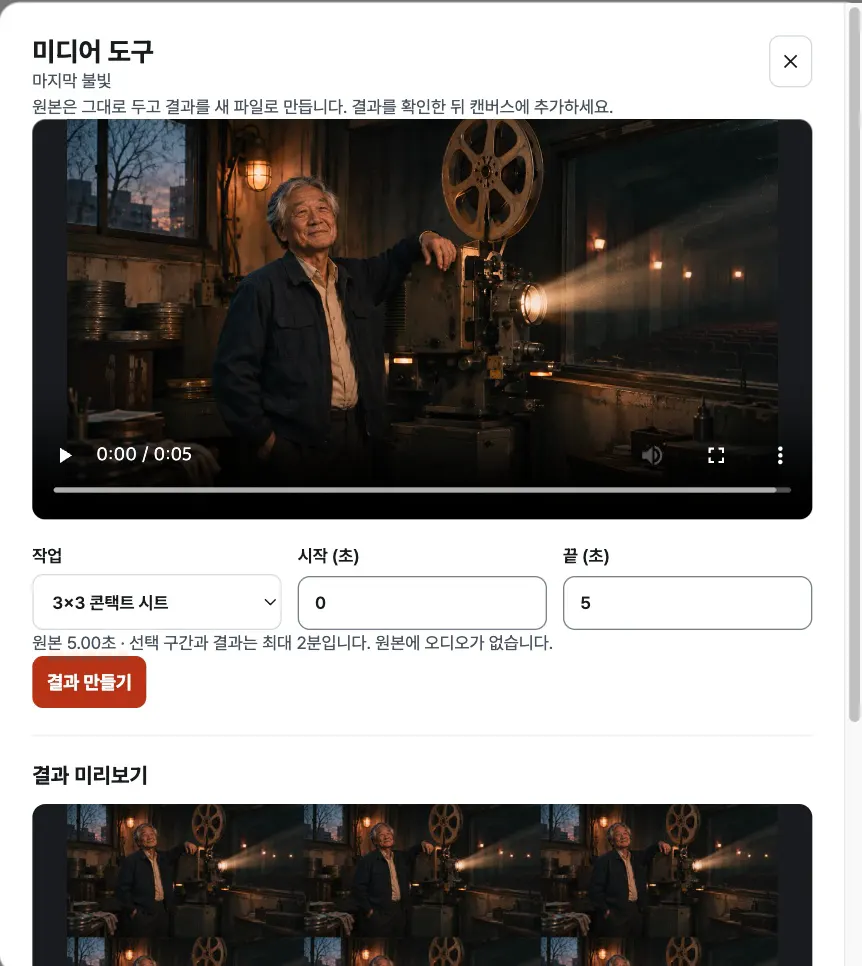 미디어 도구
마지막 불빛
원본은 그대로 두고 결과를 새 파일로 만듭니다. 결과를 확인한 뒤 캔버스에 추가하세요.
0:00 / 0:05
작업
시작 (초)
끝 (초)
3×3 콘택트 시트
0
5
원본 5.00초 · 선택 구간과 결과는 최대 2분입니다. 원본에 오디오가 없습니다.
결과 만들기
결과 미리보기